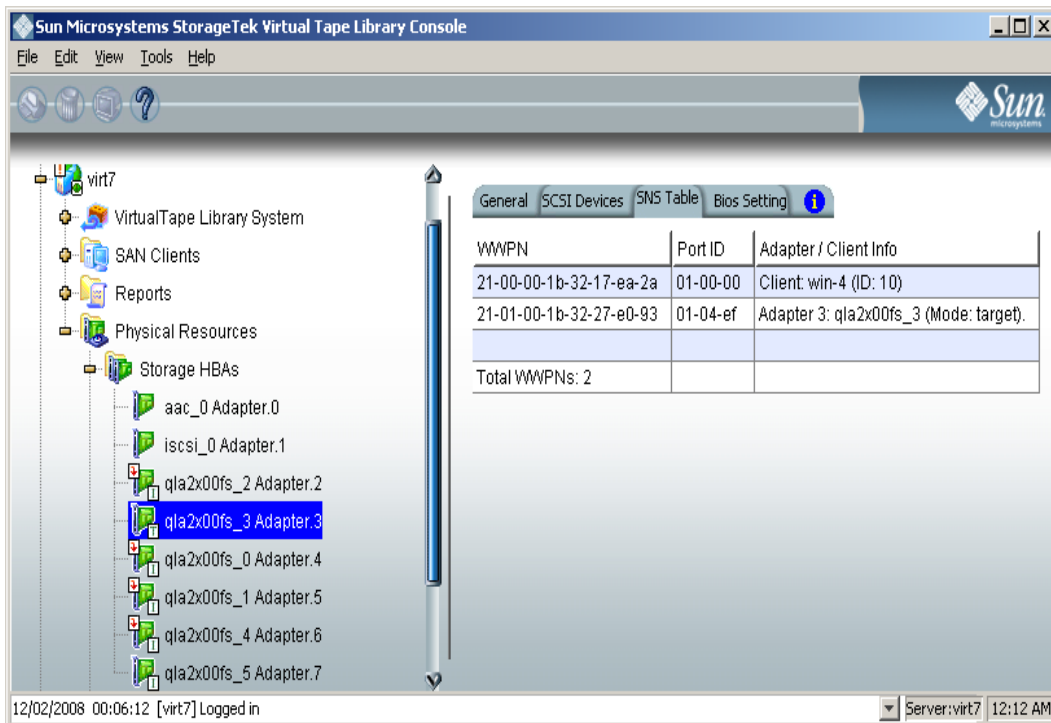 Sun Microsystems StorageTek Virtual Tape Library Console
File Edit View Tools Help
Sun
microsystems
virt7
VirtualTape Library System
SAN Clients
Reports
Physical Resources
Storage HBAs
aac_0 Adapter.0
iscsi_0 Adapter.1
qla2x00fs_2 Adapter.2
qla2x00fs_3 Adapter.3
qla2x00fs_0 Adapter.4
qla2x00fs_1 Adapter.5
qla2x00fs_4 Adapter.6
qla2x00fs_5 Adapter.7
General SCSI Devices SNS Table Bios Setting
WWPN Port ID Adapter / Client Info
21-00-00-1b-32-17-ea-2a 01-00-00 Client: win-4 (ID: 10)
21-01-00-1b-32-27-e0-93 01-04-ef Adapter 3: qla2x00fs_3 (Mode: target).
Total WWPNs: 2
12/02/2008 00:06:12 [virt7] Logged in Server:virt7 12:12 AM